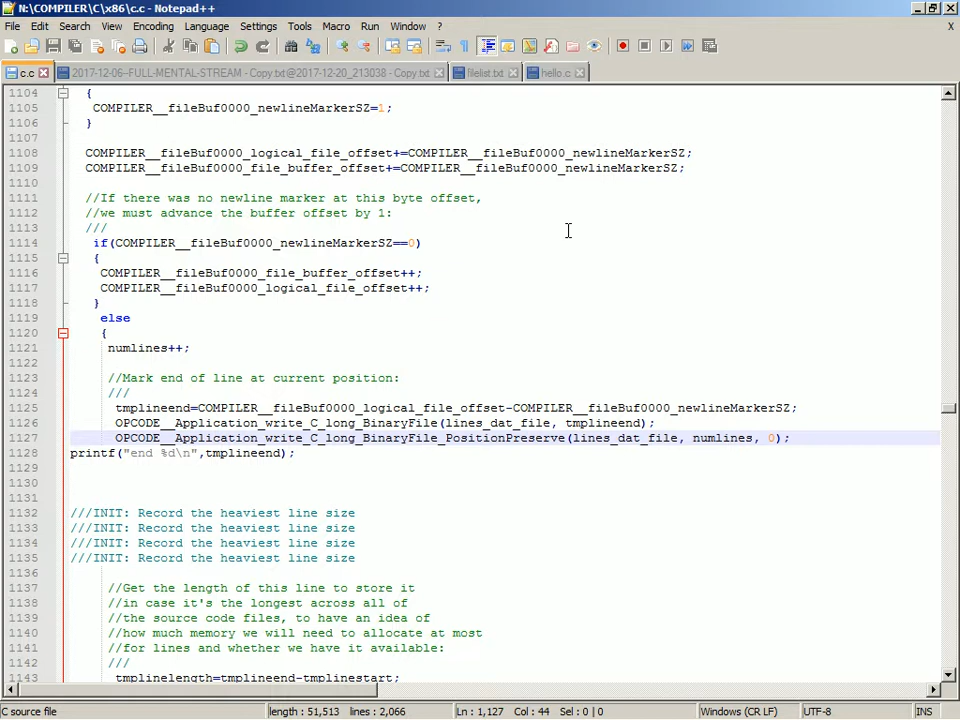 N:\COMPILER\C\x86\c.c - Notepad++
File Edit Search View Encoding Language Settings Tools Macro Run Window ? X
c.c 2017-12-06--FULL-MENTAL-STREAM - Copy.txt@2017-12-20_213038 - Copy.txt filelist.txt hello.c
1104 {
1105 COMPILER__fileBuf0000_newlineMarkerSZ=1;
1106 }
1107
1108 COMPILER__fileBuf0000_logical_file_offset+=COMPILER__fileBuf0000_newlineMarkerSZ;
1109 COMPILER__fileBuf0000_file_buffer_offset+=COMPILER__fileBuf0000_newlineMarkerSZ;
1110
1111 //If there was no newline marker at this byte offset,
1112 //we must advance the buffer offset by 1:
1113 ///
1114 if(COMPILER__fileBuf0000_newlineMarkerSZ==0)
1115 {
1116 COMPILER__fileBuf0000_file_buffer_offset++;
1117 COMPILER__fileBuf0000_logical_file_offset++;
1118 }
1119 else
1120 {
1121 numlines++;
1122
1123 //Mark end of line at current position:
1124 ///
1125 tmplineend=COMPILER__fileBuf0000_logical_file_offset-COMPILER__fileBuf0000_newlineMarkerSZ;
1126 OPCODE__Application_write_C_long_BinaryFile(lines_dat_file, tmplineend);
1127 OPCODE__Application_write_C_long_BinaryFile_PositionPreserve(lines_dat_file, numlines, 0);
1128 printf("end %d\n",tmplineend);
1129
1130
1131
1132 ///INIT: Record the heaviest line size
1133 ///INIT: Record the heaviest line size
1134 ///INIT: Record the heaviest line size
1135 ///INIT: Record the heaviest line size
1136
1137 //Get the length of this line to store it
1138 //in case it's the longest across all of
1139 //the source code files, to have an idea of
1140 //how much memory we will need to allocate at most
1141 //for lines and whether we have it available:
1142 ///
1143 tmplinelength=tmplineend-tmplinestart;
C source file length : 51,513 lines : 2,066 Ln : 1,127 Col : 44 Sel : 0 | 0 Windows (CR LF) UTF-8 INS